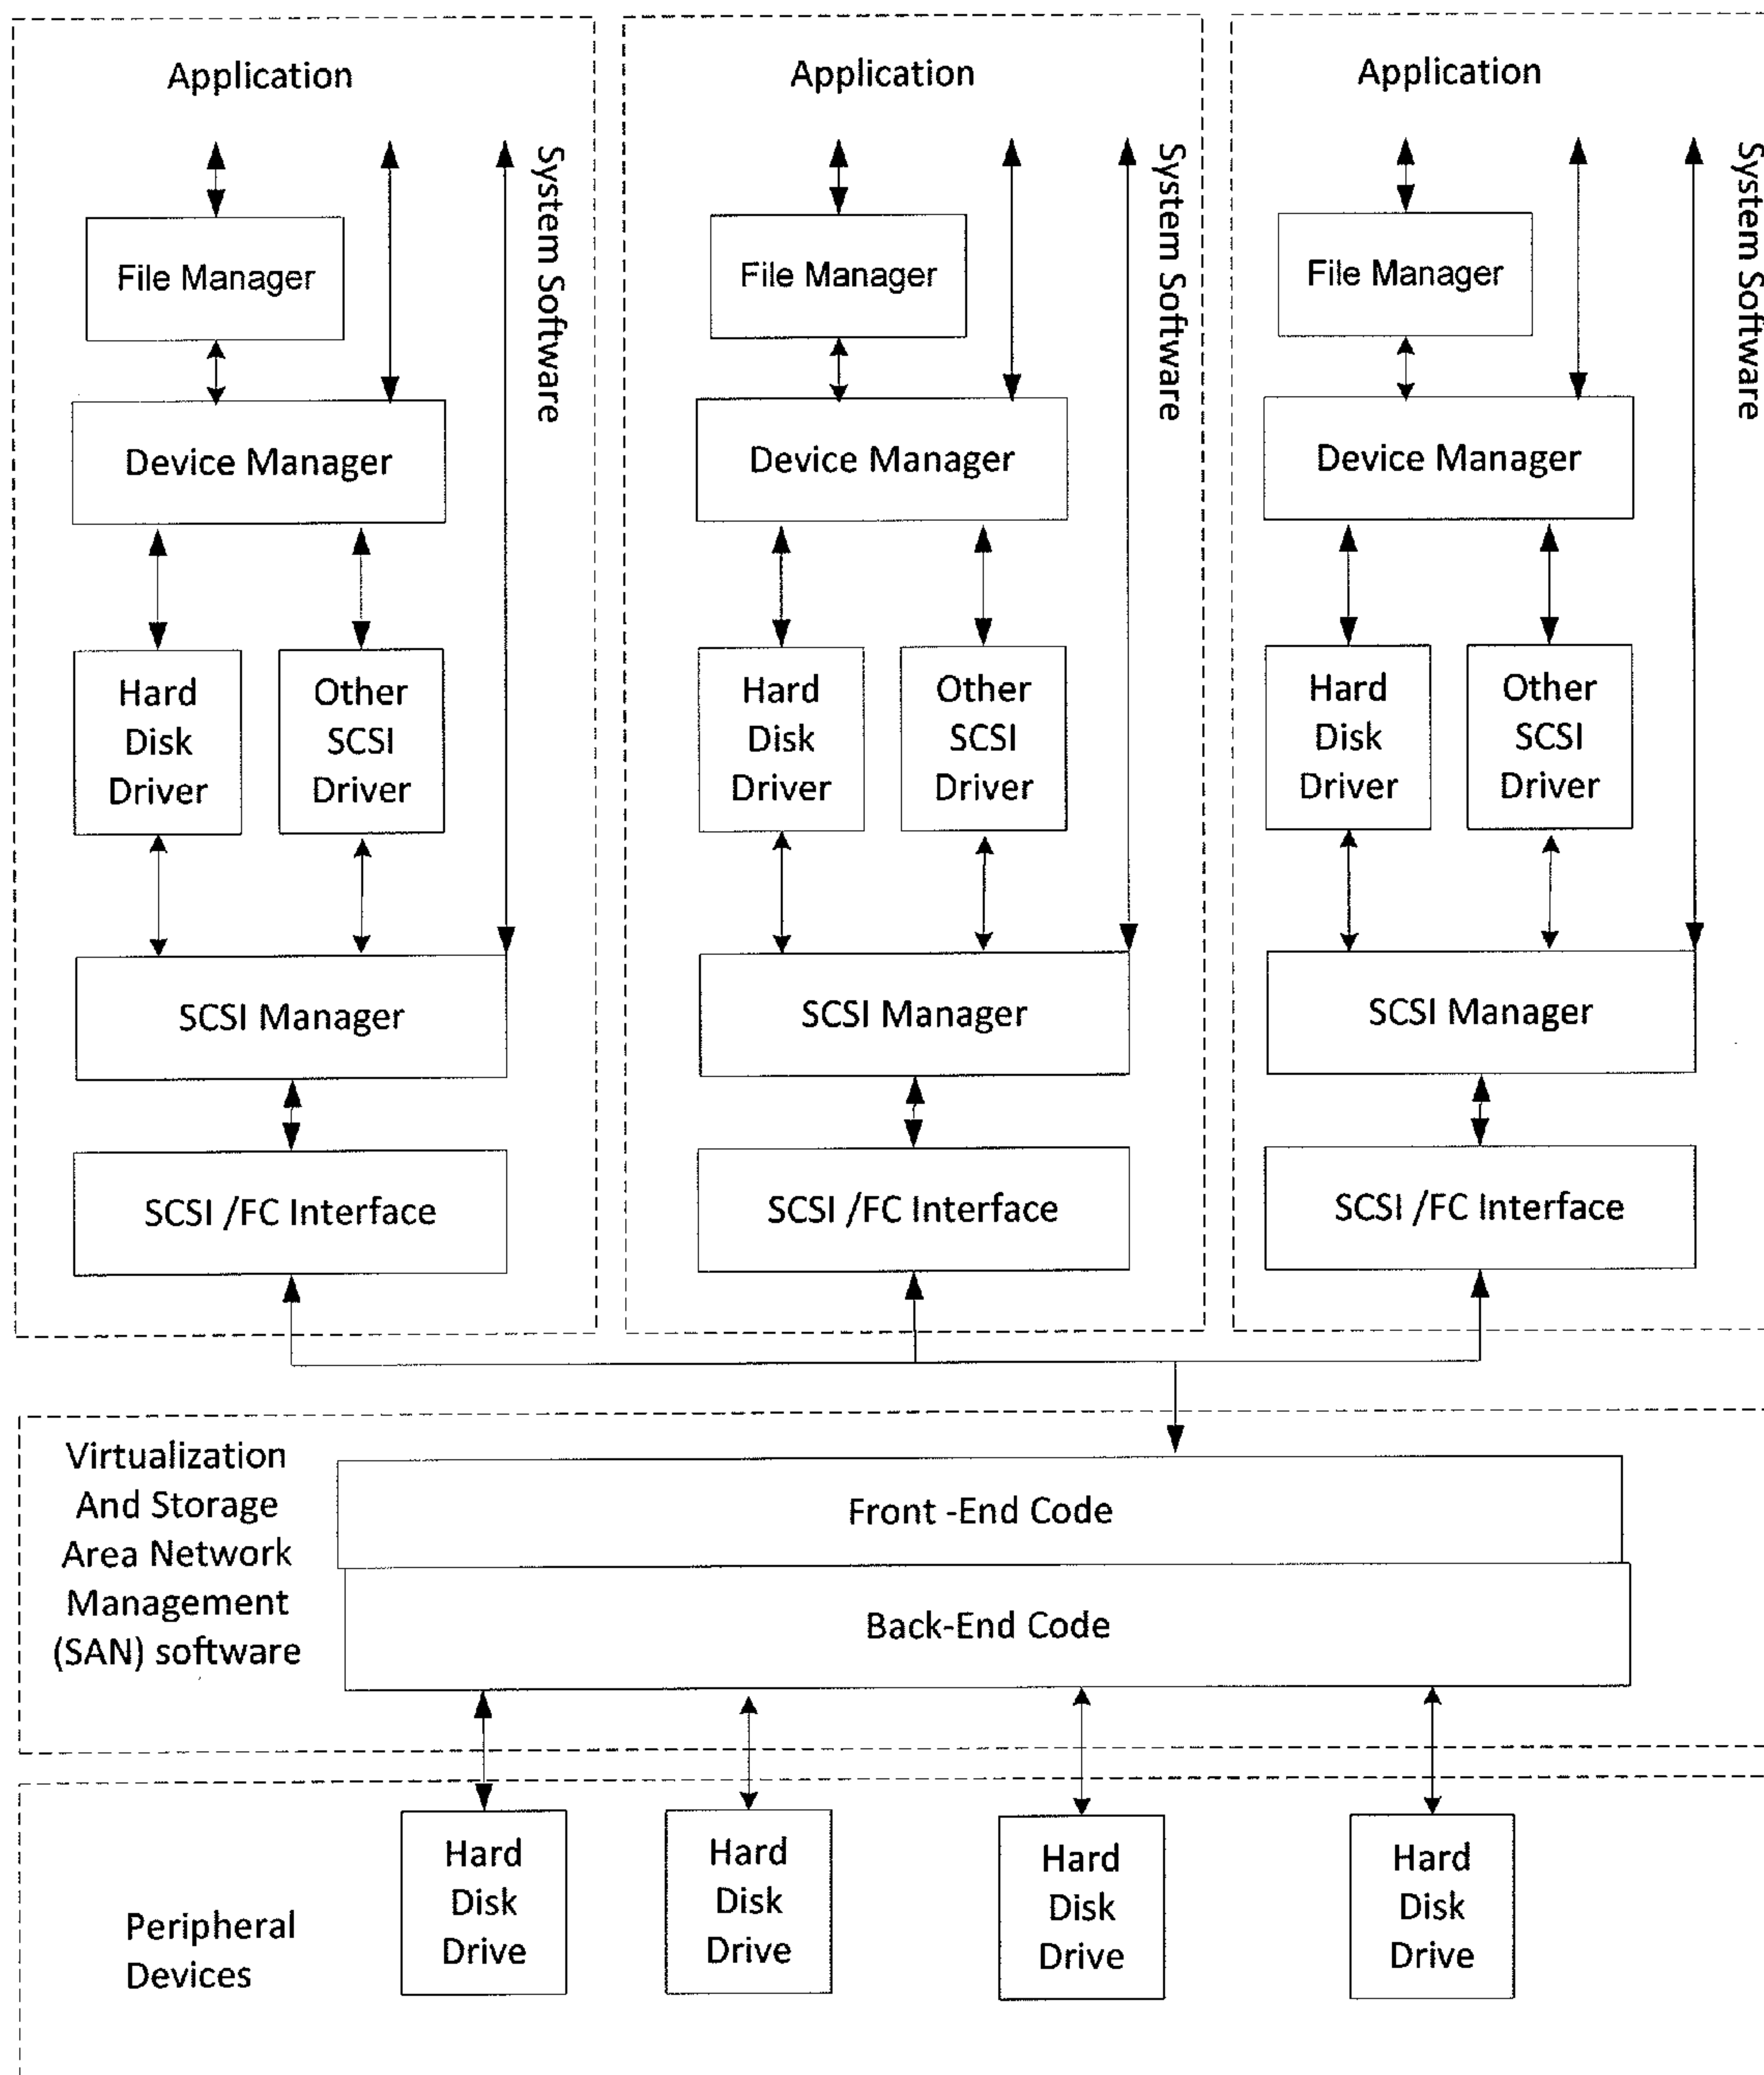 Application
System Software
File Manager
Device Manager
Hard
Disk
Driver
Other
SCSI
Driver
SCSI Manager
SCSI /FC Interface
Application
System Software
File Manager
Device Manager
Hard
Disk
Driver
Other
SCSI
Driver
SCSI Manager
SCSI /FC Interface
Application
System Software
File Manager
Device Manager
Hard
Disk
Driver
Other
SCSI
Driver
SCSI Manager
SCSI /FC Interface
Virtualization
And Storage
Area Network
Management
(SAN) software
Front -End Code
Back-End Code
Peripheral
Devices
Hard
Disk
Drive
Hard
Disk
Drive
Hard
Disk
Drive
Hard
Disk
Drive